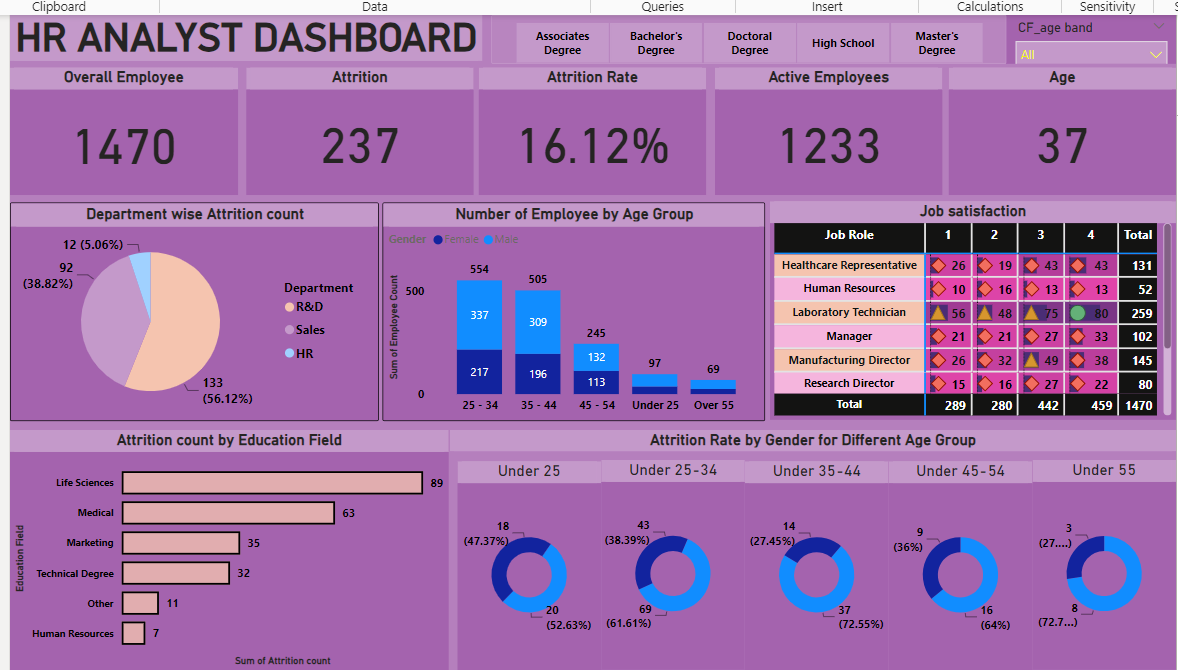 Clipboard Data Queries Insert Calculations Sensitivity
HR ANALYST DASHBOARD
Associates Degree
Bachelor's Degree
Doctoral Degree
High School
Master's Degree
CF_age band
All
Overall Employee
1470
Attrition
237
Attrition Rate
16.12%
Active Employees
1233
Age
37
Department wise Attrition count
12 (5.06%)
92
(38.82%)
133
(56.12%)
Department
R&D
Sales
HR
Number of Employee by Age Group
Gender Female Male
Sum of Employee Count
500
0
554
337
217
505
309
196
245
132
113
97
69
25 - 34 35 - 44 45 - 54 Under 25 Over 55
Job satisfaction
Job Role 1 2 3 4 Total
Healthcare Representative 26 19 43 43 131
Human Resources 10 16 13 13 52
Laboratory Technician 56 48 75 80 259
Manager 21 21 27 33 102
Manufacturing Director 26 32 49 38 145
Research Director 15 16 27 22 80
Total 289 280 442 459 1470
Attrition count by Education Field
Education Field
Life Sciences 89
Medical 63
Marketing 35
Technical Degree 32
Other 11
Human Resources 7
Sum of Attrition count
Attrition Rate by Gender for Different Age Group
Under 25
18
(47.37%)
20
(52.63%)
Under 25-34
43
(38.39%)
69
(61.61%)
Under 35-44
14
(27.45%)
37
(72.55%)
Under 45-54
9
(36%)
16
(64%)
Under 55
3
(27....)
8
(72.7...)